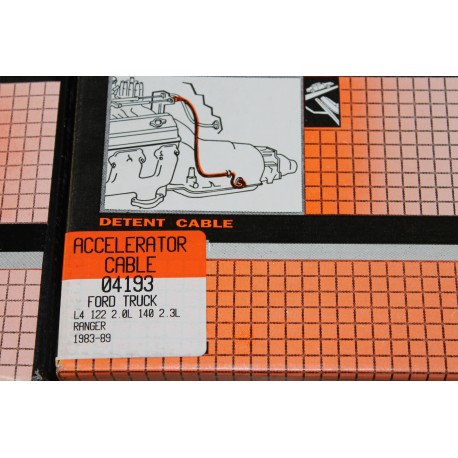 DETENT CABLE
ACCELERATOR
CABLE
04193
FORD TRUCK
L4 122 2.0L 140 2.3L
RANGER
1983-89